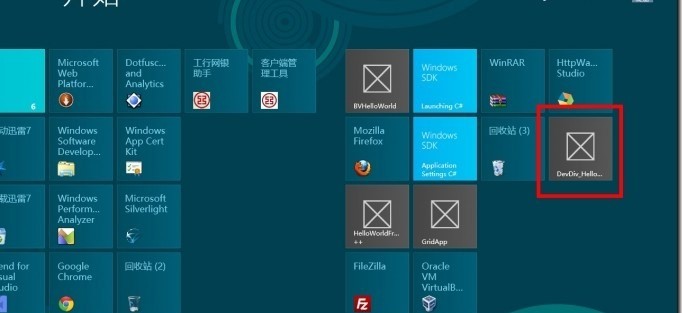 开始
Microsoft
Web
Platfor...
Dotfusc...
and
Analytics
工行网银
助手
客户端管
理工具
6
BVHelloWorld
Windows
SDK
Launching C#
WinRAR
HttpWa...
Studio
动迅雷7
Windows
Software
Develop...
Windows
App Cert
Kit
Mozilla
Firefox
Windows
SDK
Application
Settings C#
回收站 (3)
DevDiv_Hello...
载迅雷7
Windows
Perform...
Analyzer
Microsoft
Silverlight
HelloWorldFr...
++
GridApp
end for
sual
udio
Google
Chrome
回收站 (2)
FileZilla
Oracle
VM
VirtualB...